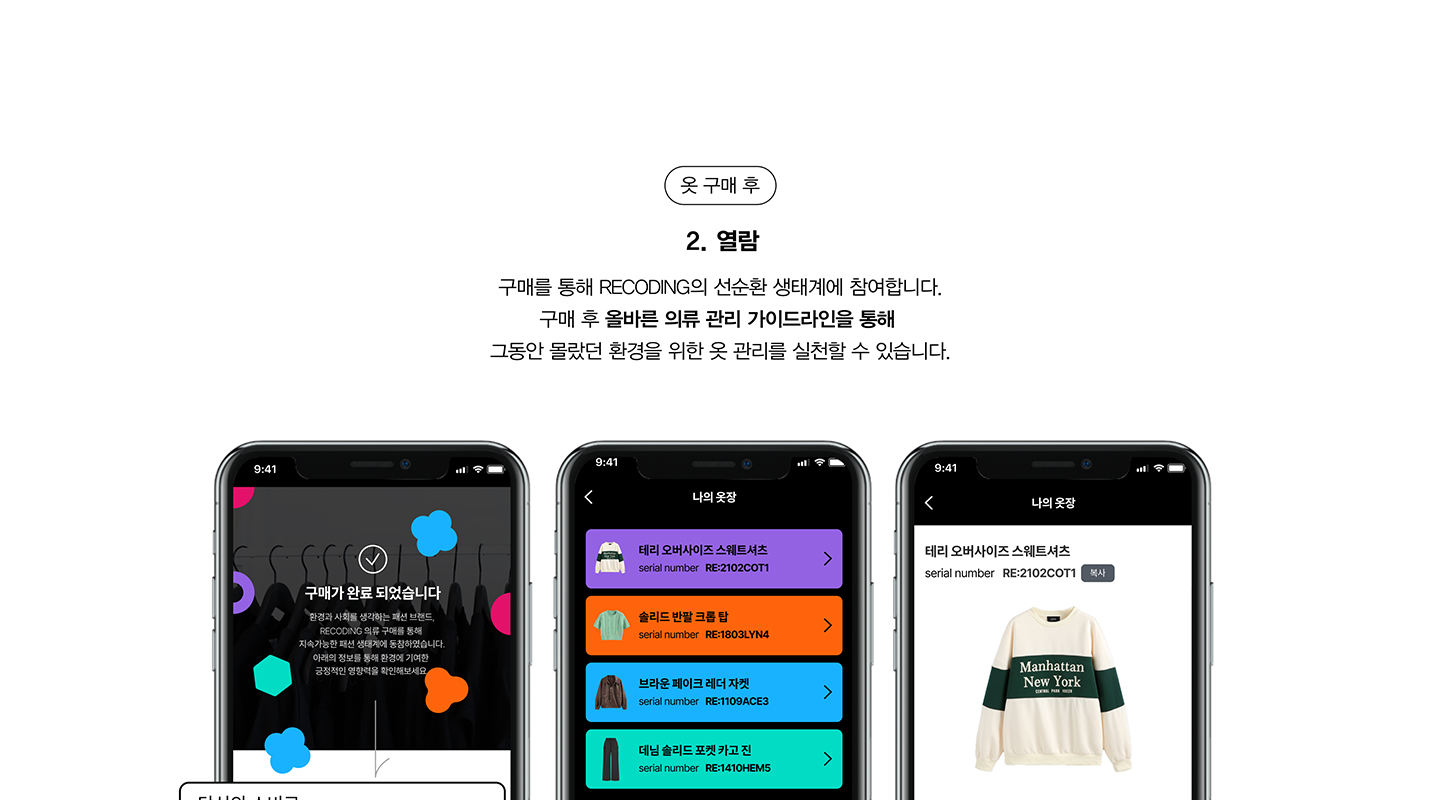 옷 구매 후
2. 열람
구매를 통해 RECODING의 선순환 생태계에 참여합니다.
구매 후 올바른 의류 관리 가이드라인을 통해
그동안 몰랐던 환경을 위한 옷 관리를 실천할 수 있습니다.
9:41
구매가 완료 되었습니다
환경과 사회를 생각하는 패션 브랜드,
RECODING 의류 구매를 통해
지속가능한 패션 생태계에 동참하였습니다.
아래의 정보를 통해 환경에 기여한
긍정적인 영향력을 확인해보세요.
9:41
나의 옷장
테리 오버사이즈 스웨트셔츠
serial number RE:2102COT1
솔리드 반팔 크롭 탑
serial number RE:1803LYN4
브라운 페이크 레더 자켓
serial number RE:1109ACE3
데님 솔리드 포켓 카고 진
serial number RE:1410HEM5
9:41
나의 옷장
테리 오버사이즈 스웨트셔츠
serial number RE:2102COT1 복사
Manhattan
New York
CENTRAL PARK